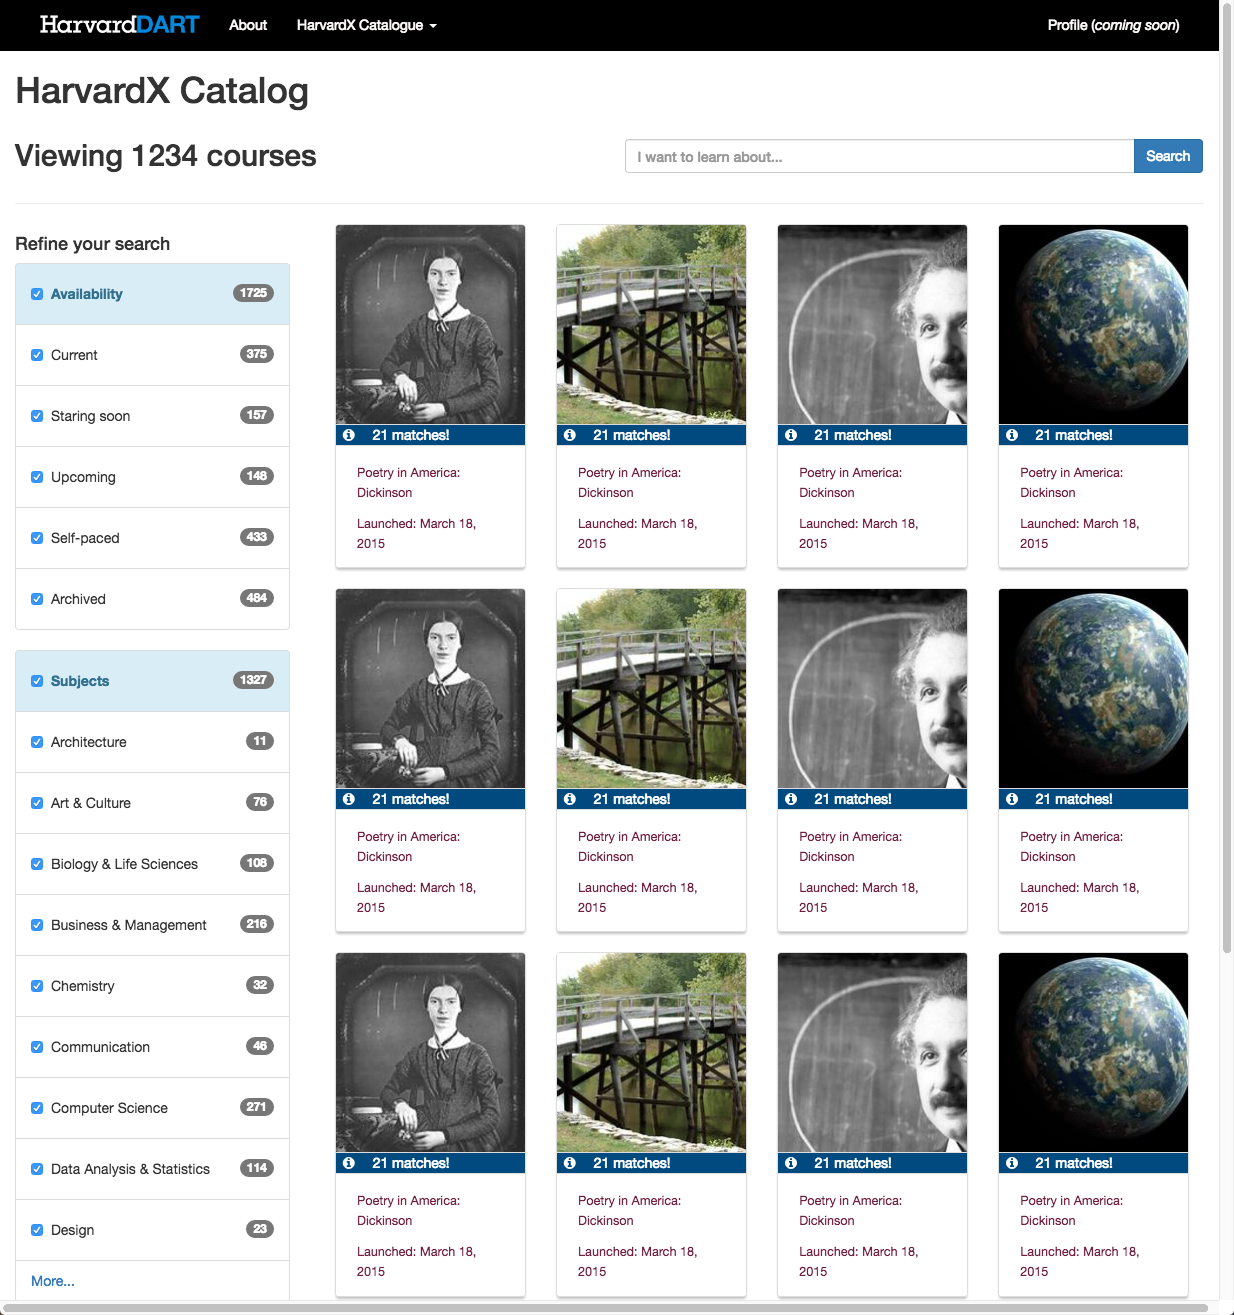 HarvardDART About HarvardX Catalogue Profile (coming soon)
HarvardX Catalog
Viewing 1234 courses
I want to learn about... Search
Refine your search
Availability 1725
Current 375
Staring soon 157
Upcoming 148
Self-paced 433
Archived 484
Subjects 1327
Architecture 11
Art & Culture 76
Biology & Life Sciences 108
Business & Management 216
Chemistry 32
Communication 46
Computer Science 271
Data Analysis & Statistics 114
Design 23
More...
21 matches! 21 matches! 21 matches! 21 matches!
Poetry in America: Poetry in America: Poetry in America: Poetry in America:
Dickinson Dickinson Dickinson Dickinson
Launched: March 18, Launched: March 18, Launched: March 18, Launched: March 18,
2015 2015 2015 2015
21 matches! 21 matches! 21 matches! 21 matches!
Poetry in America: Poetry in America: Poetry in America: Poetry in America:
Dickinson Dickinson Dickinson Dickinson
Launched: March 18, Launched: March 18, Launched: March 18, Launched: March 18,
2015 2015 2015 2015
21 matches! 21 matches! 21 matches! 21 matches!
Poetry in America: Poetry in America: Poetry in America: Poetry in America:
Dickinson Dickinson Dickinson Dickinson
Launched: March 18, Launched: March 18, Launched: March 18, Launched: March 18,
2015 2015 2015 2015